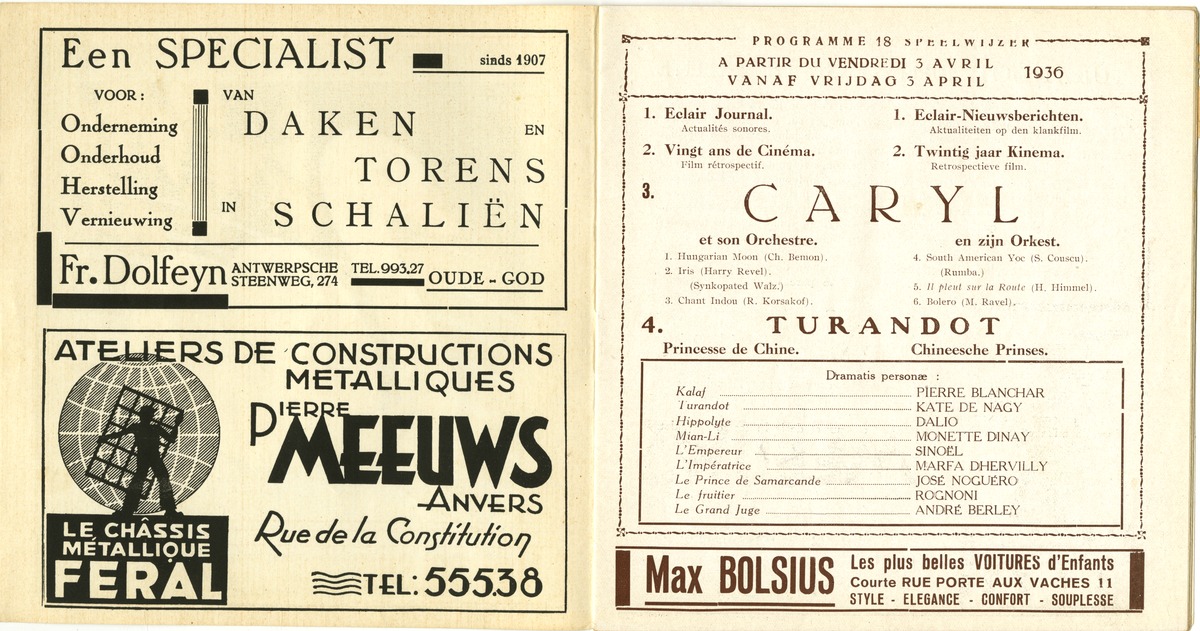 Een SPECIALIST sinds 1907
VOOR: VAN
Onderneming DAKEN EN
Onderhoud TORENS
Herstelling
Vernieuwing IN SCHALIËN
Fr. Dolfeyn ANTWERPSCHE STEENWEG, 274 TEL. 993.27 OUDE - GOD
ATELIERS DE CONSTRUCTIONS
METALLIQUES
PIERRE
MEEUWS
ANVERS
Rue de la Constitution
TEL: 555.38
LE CHÂSSIS
MÉTALLIQUE
FERAL
PROGRAMME 18 SPEELWIJZER
A PARTIR DU VENDREDI 3 AVRIL
VANAF VRIJDAG 3 APRIL
1936
1. Eclair Journal.
Actualités sonores.
2. Vingt ans de Cinéma.
Film rétrospectif.
1. Eclair-Nieuwsberichten.
Aktualiteiten op den klankfilm.
2. Twintig jaar Kinema.
Retrospectieve film.
3. CARYL
et son Orchestre.
en zijn Orkest.
1. Hungarian Moon (Ch. Bemon).
2. Iris (Harry Revel).
(Synkopated Walz.)
3. Chant Indou (R. Korsakof).
4. South American Yoc (S. Couscu).
(Rumba.)
5. Il pleut sur la Route (H. Himmel).
6. Bolero (M. Ravel).
4. TURANDOT
Princesse de Chine. Chineesche Prinses.
Dramatis personæ :
Kalaf PIERRE BLANCHAR
Turandot KATE DE NAGY
Hippolyte DALIO
Mian-Li MONETTE DINAY
L'Empereur SINOËL
L'Impératrice MARFA DHERVILLY
Le Prince de Samarcande JOSÉ NOGUÉRO
Le fruitier ROGNONI
Le Grand Juge ANDRÉ BERLEY
Max BOLSIUS
Les plus belles VOITURES d'Enfants
Courte RUE PORTE AUX VACHES 11
STYLE - ELEGANCE - CONFORT - SOUPLESSE